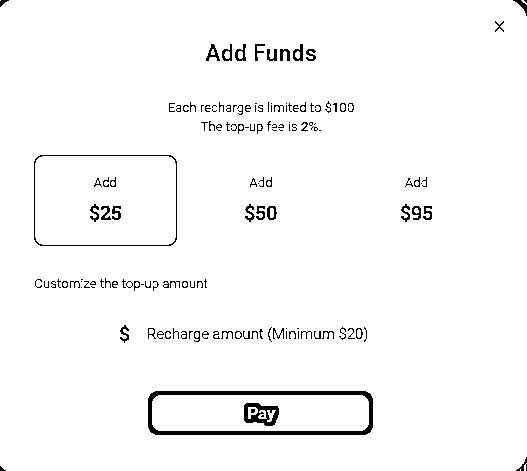 Add Funds
Each recharge is limited to $100
The top-up fee is 2%.
Add
$25
Add
$50
Add
$95
Customize the top-up amount
$ Recharge amount (Minimum $20)
Pay